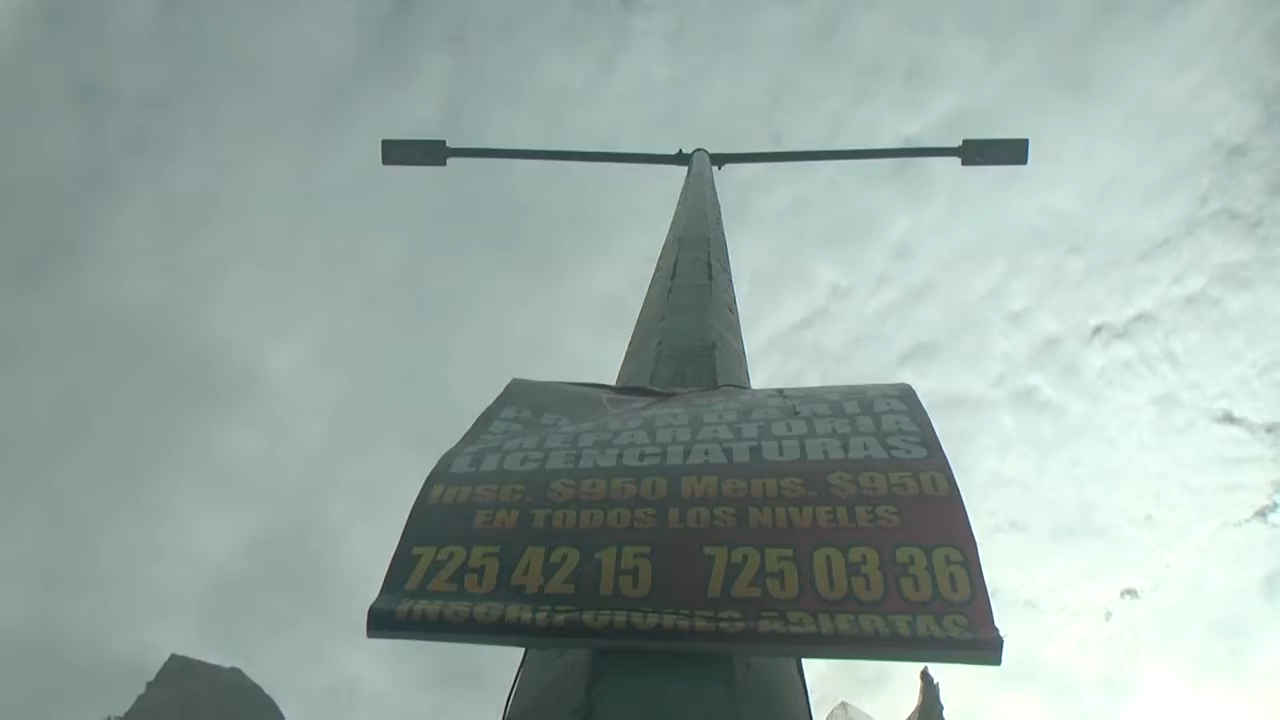 PREPARATORIA
LICENCIATURAS
Insc. $950 Mens. $950
EN TODOS LOS NIVELES
725 42 15 725 03 36
INSCRIPCIONES ABIERTAS